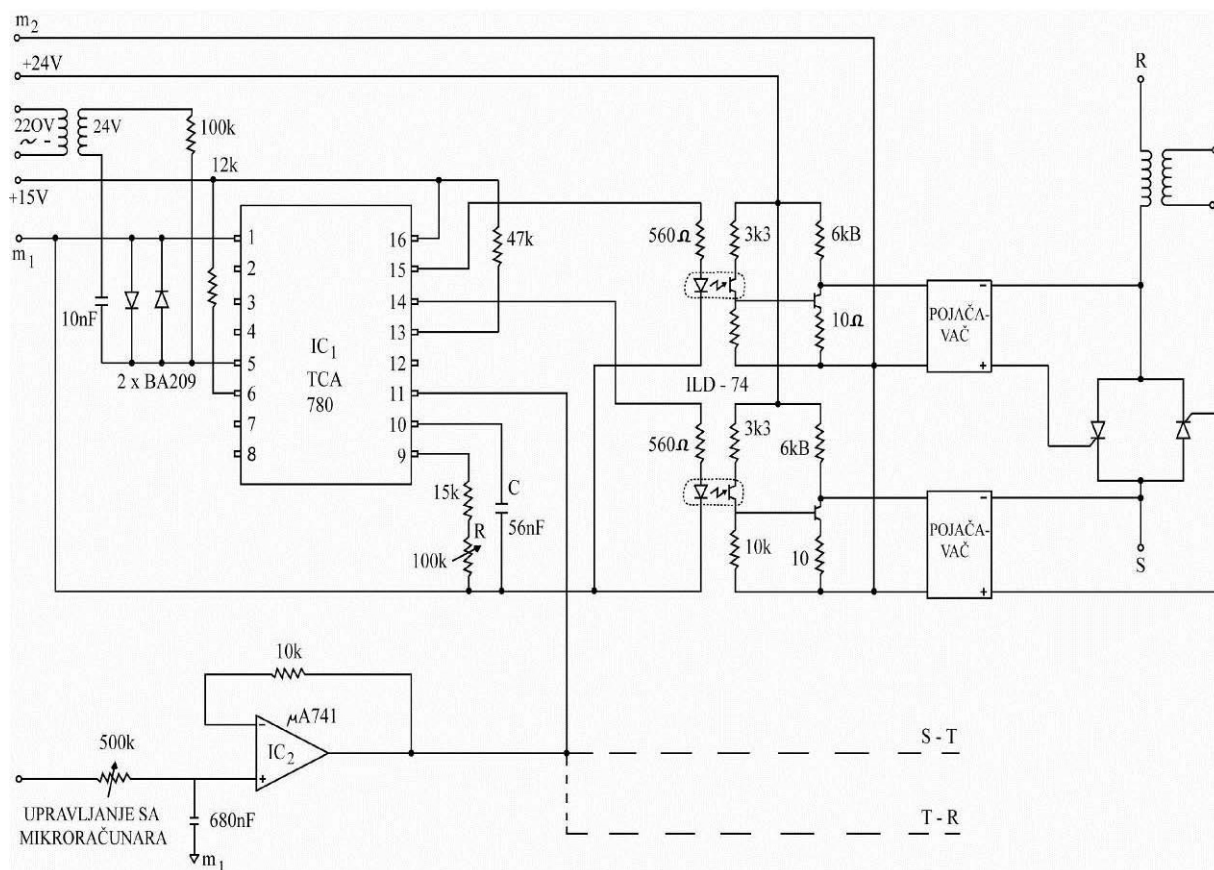 m2
+24V
220V
~ -
24V
100k
12k
+15V
m1
10nF
2 x BA209
1
2
3
4
5
6
7
8
16
15
14
13
12
11
10
9
IC1
TCA
780
47k
15k
R
100k
C
56nF
560Ω
3k3
6kB
10Ω
ILD - 74
560Ω
3k3
6kB
10k
10
POJAČA-
VAČ
POJAČA-
VAČ
R
S
10k
μA741
IC2
-
+
500k
UPRAVLJANJE SA
MIKRORAČUNARA
680nF
m1
S - T
T - R
-
+
-
+